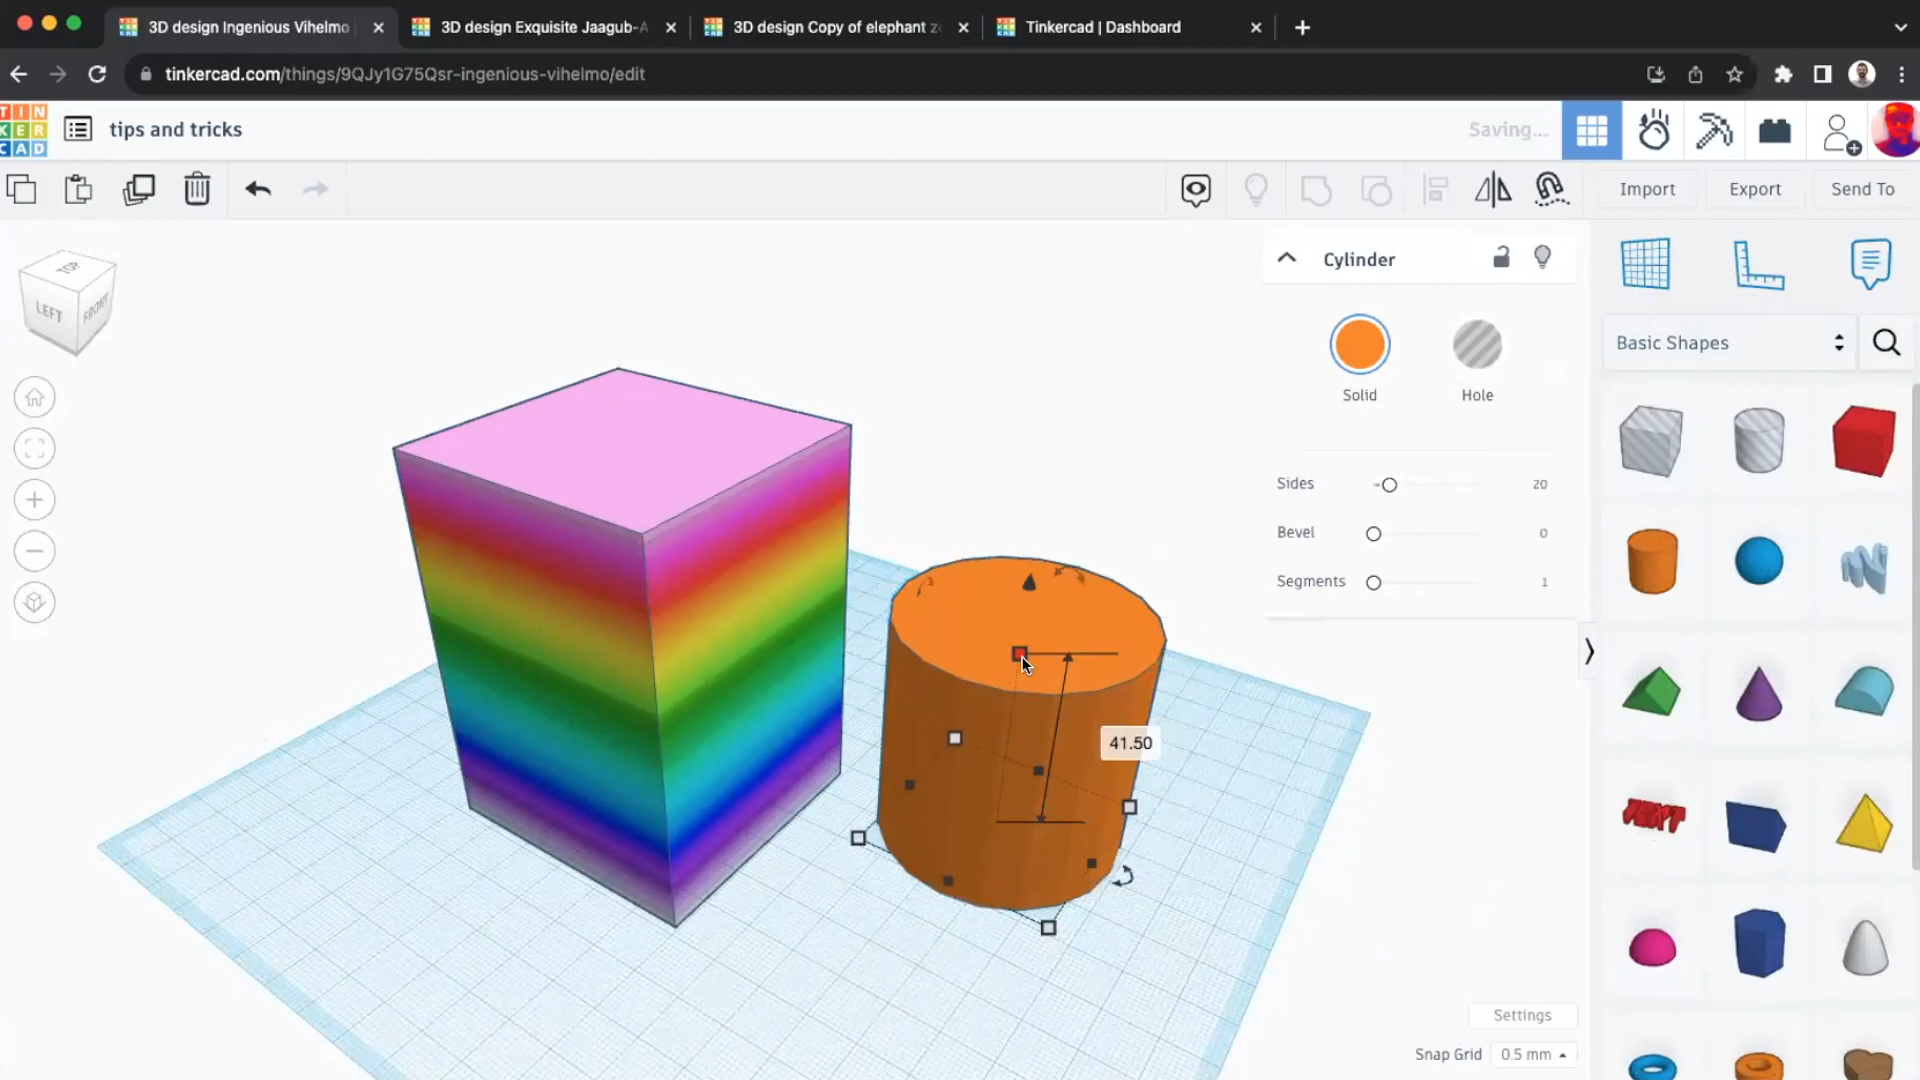 3D design Ingenious Vihelmo
3D design Exquisite Jaagub-A
3D design Copy of elephant z
Tinkercad | Dashboard
tinkercad.com/things/9QJy1G75Qsr-ingenious-vihelmo/edit
TIN
KER
CAD
tips and tricks
Saving...
Import
Export
Send To
TOP
LEFT
FRONT
Cylinder
Solid
Hole
Sides
20
Bevel
0
Segments
1
Basic Shapes
TEXT
41.50
Settings
Snap Grid
0.5 mm